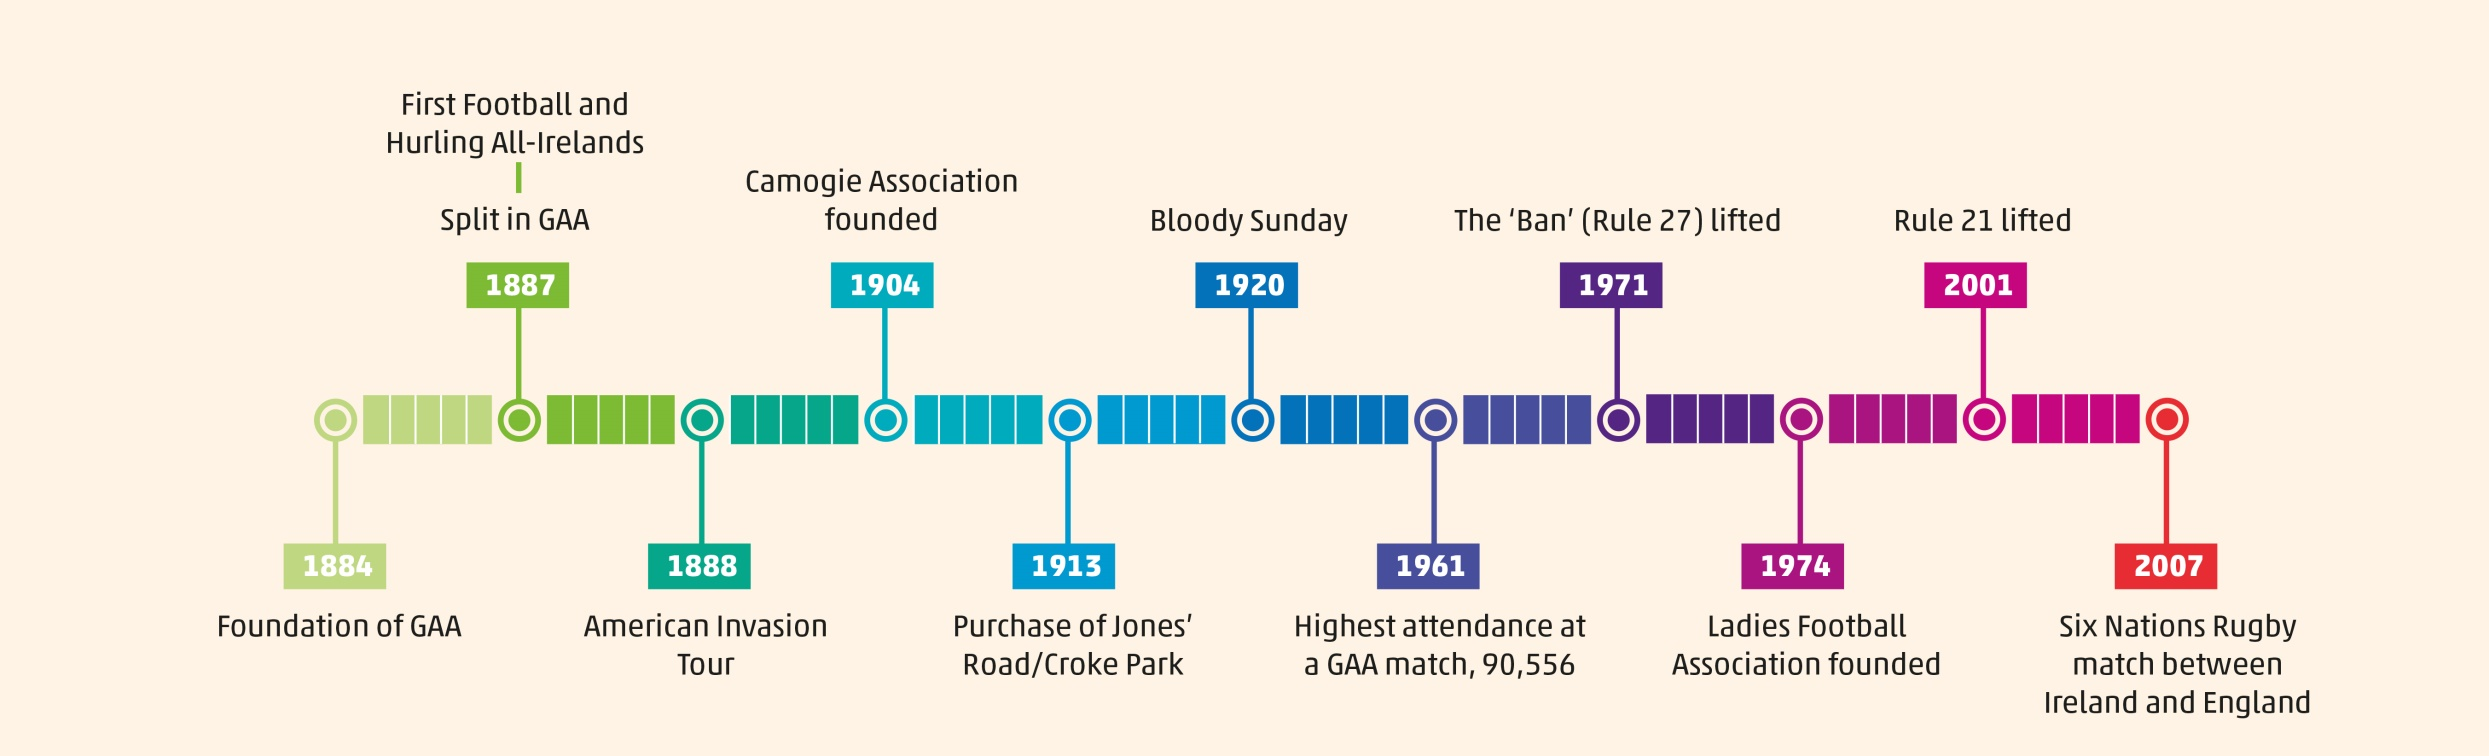 First Football and
Hurling All-Irelands
Split in GAA
1887
Camogie Association
founded
1904
Bloody Sunday
1920
The ‘Ban’ (Rule 27) lifted
1971
Rule 21 lifted
2001
1884
Foundation of GAA
1888
American Invasion
Tour
1913
Purchase of Jones’
Road/Croke Park
1961
Highest attendance at
a GAA match, 90,556
1974
Ladies Football
Association founded
2007
Six Nations Rugby
match between
Ireland and England